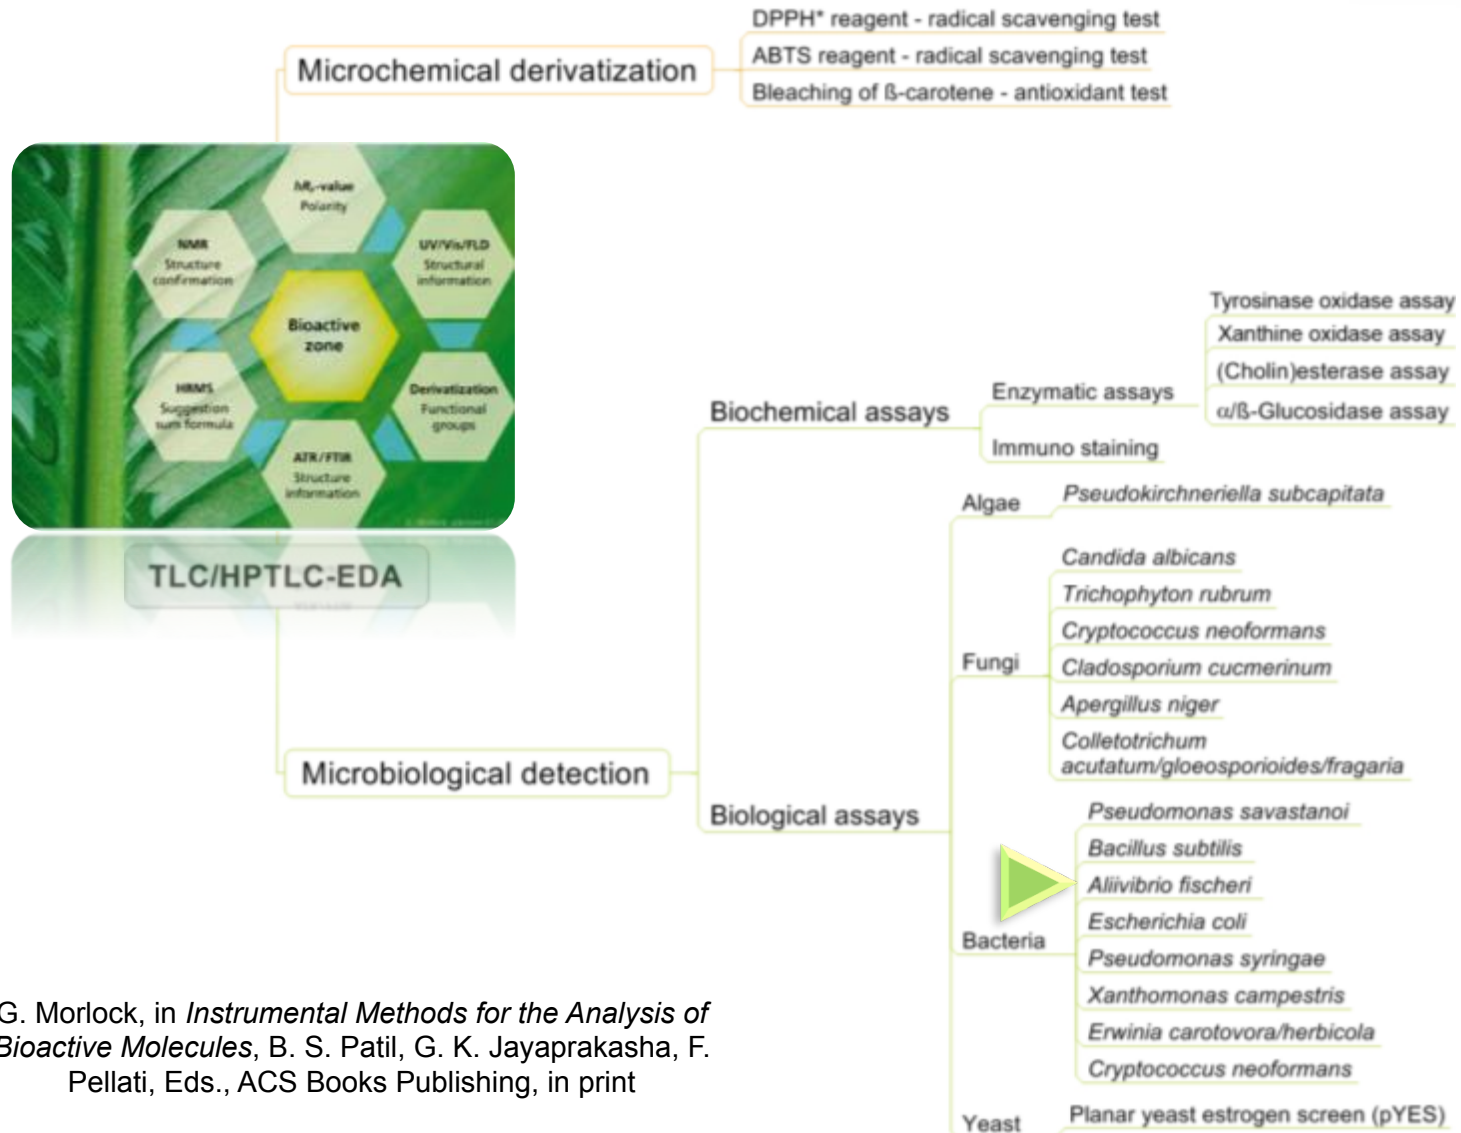 DPPH* reagent - radical scavenging test
Microchemical derivatization
ABTS reagent - radical scavenging test
Bleaching of ß-carotene - antioxidant test
hRF-value
Polarity
NMR
Structure
confirmation
UV/Vis/FLD
Structural
information
Bioactive
zone
HRMS
Suggestion
sum formula
Derivatization
Functional
groups
ATR/FTIR
Structure
information
TLC/HPTLC-EDA
Microbiological detection
Biochemical assays
Enzymatic assays
Tyrosinase oxidase assay
Xanthine oxidase assay
(Cholin)esterase assay
α/ß-Glucosidase assay
Immuno staining
Biological assays
Algae
Pseudokirchneriella subcapitata
Fungi
Candida albicans
Trichophyton rubrum
Cryptococcus neoformans
Cladosporium cucmerinum
Apergillus niger
Colletotrichum
acutatum/gloeosporioides/fragaria
Bacteria
Pseudomonas savastanoi
Bacillus subtilis
Aliivibrio fischeri
Escherichia coli
Pseudomonas syringae
Xanthomonas campestris
Erwinia carotovora/herbicola
Cryptococcus neoformans
Yeast
Planar yeast estrogen screen (pYES)
G. Morlock, in Instrumental Methods for the Analysis of
Bioactive Molecules, B. S. Patil, G. K. Jayaprakasha, F.
Pellati, Eds., ACS Books Publishing, in print